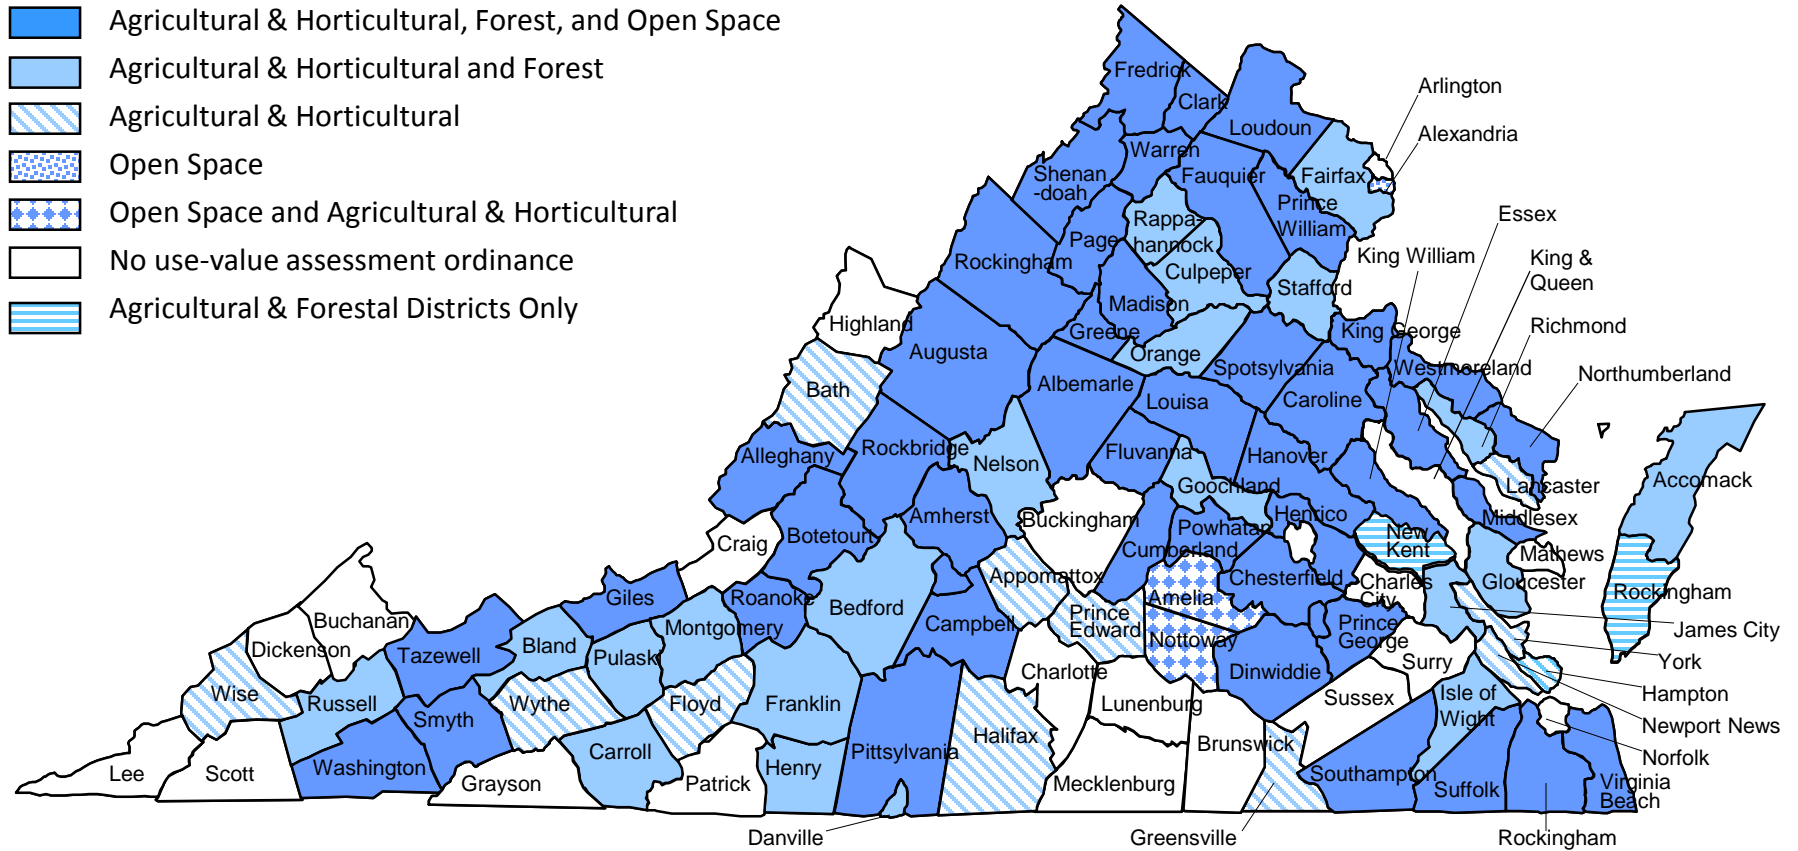 Agricultural & Horticultural, Forest, and Open Space
Agricultural & Horticultural and Forest
Agricultural & Horticultural
Open Space
Open Space and Agricultural & Horticultural
No use-value assessment ordinance
Agricultural & Forestal Districts Only
Fredrick
Clark
Loudoun
Arlington
Alexandria
Warren
Shenan
-doah
Fauquier
Fairfax
Prince
William
Rappa-
hannock
Page
Essex
King William
King &
Queen
Rockingham
Culpeper
Stafford
Madison
Highland
Greene
King George
Richmond
Augusta
Orange
Spotsylvania
Westmoreland
Northumberland
Bath
Albemarle
Louisa
Caroline
Alleghany
Rockbridge
Nelson
Fluvanna
Hanover
Goochland
Lancaster
Accomack
Craig
Botetourt
Amherst
Buckingham
Powhatan
Henrico
New
Kent
Middlesex
Mathews
Cumberland
Appomattox
Chesterfield
Charles
City
Gloucester
Rockingham
Giles
Roanoke
Bedford
Amelia
Buchanan
Montgomery
Campbell
Prince
Edward
Nottoway
Prince
George
James City
Dickenson
Tazewell
Bland
Pulask
Charlotte
Dinwiddie
Surry
York
Wise
Russell
Wythe
Floyd
Franklin
Lunenburg
Sussex
Isle of
Wight
Hampton
Smyth
Newport News
Carroll
Pittsylvania
Halifax
Brunswick
Norfolk
Lee
Scott
Washington
Grayson
Patrick
Henry
Mecklenburg
Southampton
Suffolk
Virginia
Beach
Danville
Greensville
Rockingham